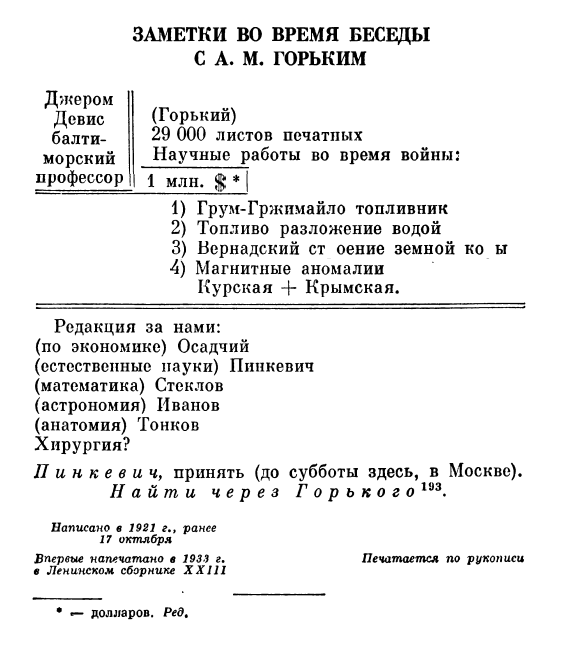 ЗАМЕТКИ ВО ВРЕМЯ БЕСЕДЫ
С А. М. ГОРЬКИМ
Джером
Девис
балти-
морский
профессор
(Горький)
29 000 листов печатных
Научные работы во время войны:
1 млн. $ *
1) Грум-Гржимайло топливник
2) Топливо разложение водой
3) Вернадский ст оение земной ко ы
4) Магнитные аномалии
Курская + Крымская.
Редакция за нами:
(по экономике) Осадчий
(естественные науки) Пинкевич
(математика) Стеклов
(астрономия) Иванов
(анатомия) Тонков
Хирургия?
Пинкевич, принять (до субботы здесь, в Москве).
Найти через Горького 193.
Написано в 1921 г., ранее
17 октября
Впервые напечатано в 1933 г.
в Ленинском сборнике XXIII
Печатается по рукописи
* — долларов. Ред.